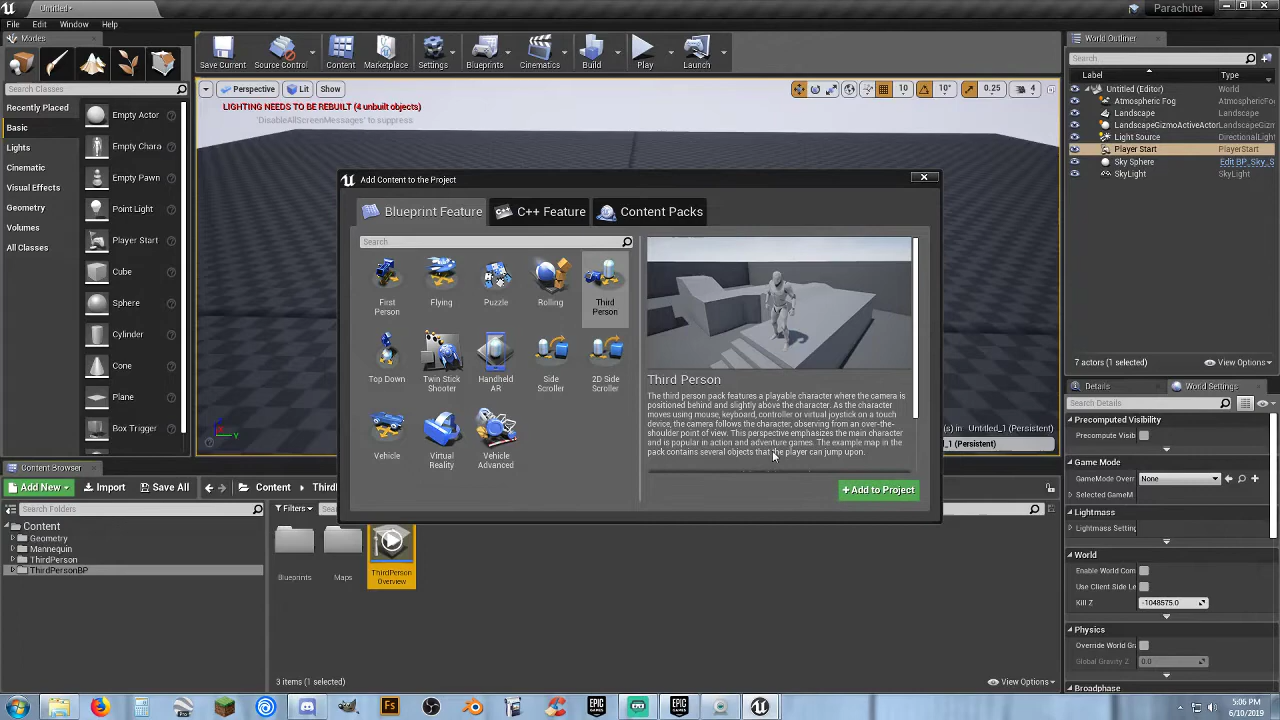 Untitled*
Parachute
File Edit Window Help
Modes
Search Classes
Recently Placed
Basic
Lights
Cinematic
Visual Effects
Geometry
Volumes
All Classes
Empty Actor
Empty Chara
Empty Pawn
Point Light
Player Start
Cube
Sphere
Cylinder
Cone
Plane
Box Trigger
Save Current
Source Control
Content
Marketplace
Settings
Blueprints
Cinematics
Build
Play
Launch
Perspective
Lit
Show
10
10°
0.25
4
LIGHTING NEEDS TO BE REBUILT (4 unbuilt objects)
'DisableAllScreenMessages' to suppress
Add Content to the Project
Blueprint Feature
C++ Feature
Content Packs
Search
First Person
Flying
Puzzle
Rolling
Third Person
Top Down
Twin Stick Shooter
Handheld AR
Side Scroller
2D Side Scroller
Vehicle
Virtual Reality
Vehicle Advanced
Third Person
The third person pack features a playable character where the camera is
positioned behind and slightly above the character. As the character
moves using mouse, keyboard, controller or virtual joystick on a touch
device, the camera follows the character, observing from an over-the-
shoulder point of view. This perspective emphasizes the main character
and is popular in action and adventure games. The example map in the
pack contains several objects that the player can jump upon.
+Add to Project
s) in Untitled_1 (Persistent)
(Persistent)
World Outliner
Search...
Label
Type
Untitled (Editor) World
Atmospheric Fog AtmosphericFo
Landscape Landscape
LandscapeGizmoActiveActor LandscapeGizm
Light Source DirectionalLigh
Player Start PlayerStart
Sky Sphere Edit BP_Sky_S
SkyLight SkyLight
7 actors (1 selected)
View Options
Details
World Settings
Search Details
Precomputed Visibility
Precompute Visib
Game Mode
GameMode Overr None
Selected GameM
Lightmass
Lightmass Setting
World
Enable World Com
Use Client Side Le
Kill Z -1048575.0
Physics
Override World Gr
Global Gravity Z 0.0
Broadphase
Content Browser
Add New
Import
Save All
Content
Search Folders
Filters
Content
Geometry
Mannequin
ThirdPerson
ThirdPersonBP
Blueprints
Maps
ThirdPerson
Overview
3 items (1 selected)
View Options
5:06 PM
6/10/2019